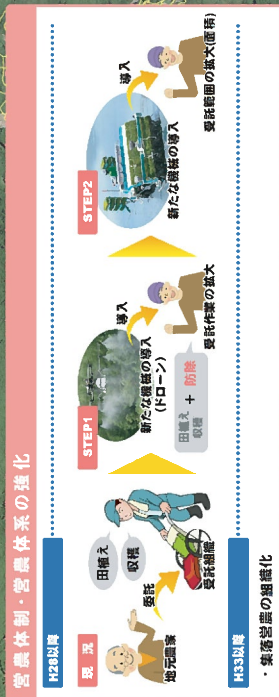 営農体制・営農体系の強化
H28以降
現況
田植え
収穫
委託
地元農家
受託組織
STEP1
新たな機械の導入
(ドローン)
導入
田植え
収穫
+
防除
受託作業の拡大
STEP2
新たな機械の導入
導入
受託範囲の拡大(面積)
H33以降
・集落営農の組織化